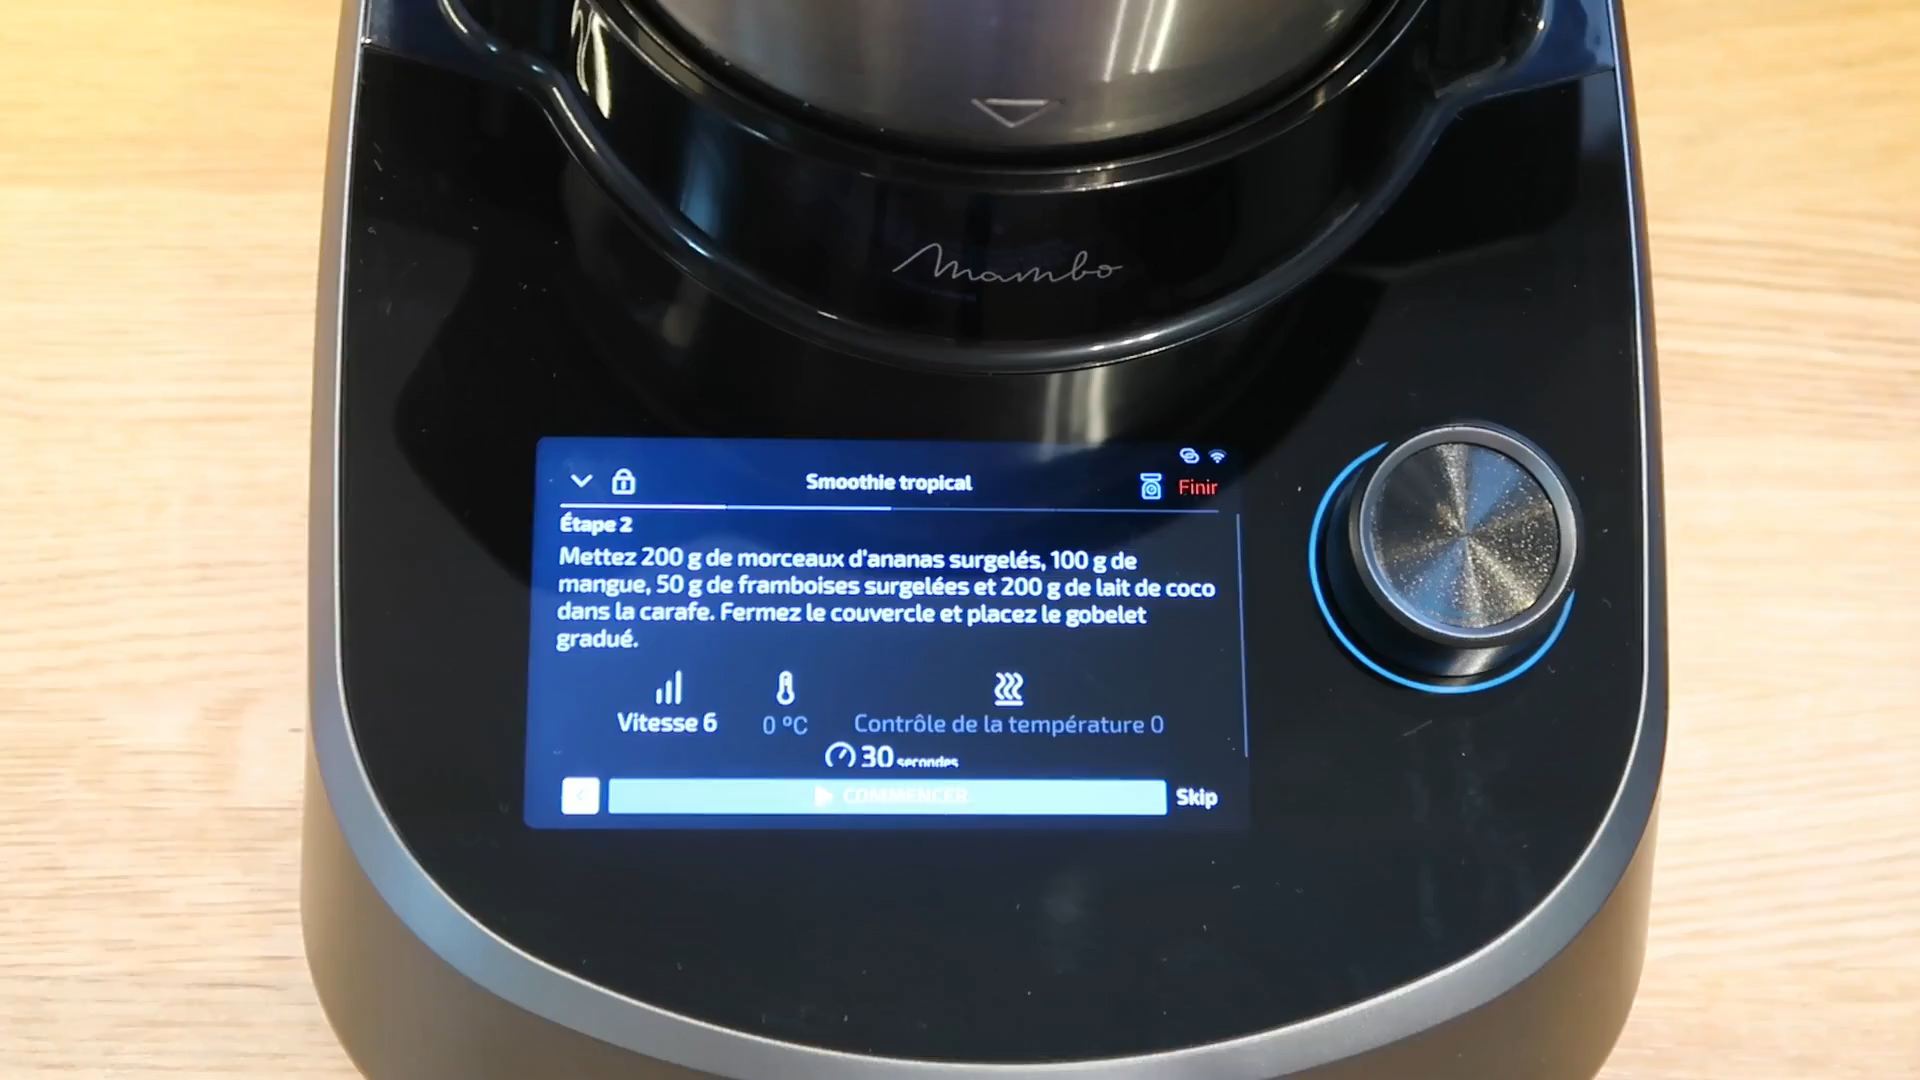 Mambo
Smoothie tropical
Finir
Étape 2
Mettez 200 g de morceaux d'ananas surgelés, 100 g de
mangue, 50 g de framboises surgelées et 200 g de lait de coco
dans la carafe. Fermez le couvercle et placez le gobelet
gradué.
Vitesse 6
0 ºC
Contrôle de la température 0
30 secondes
COMMENCER
Skip